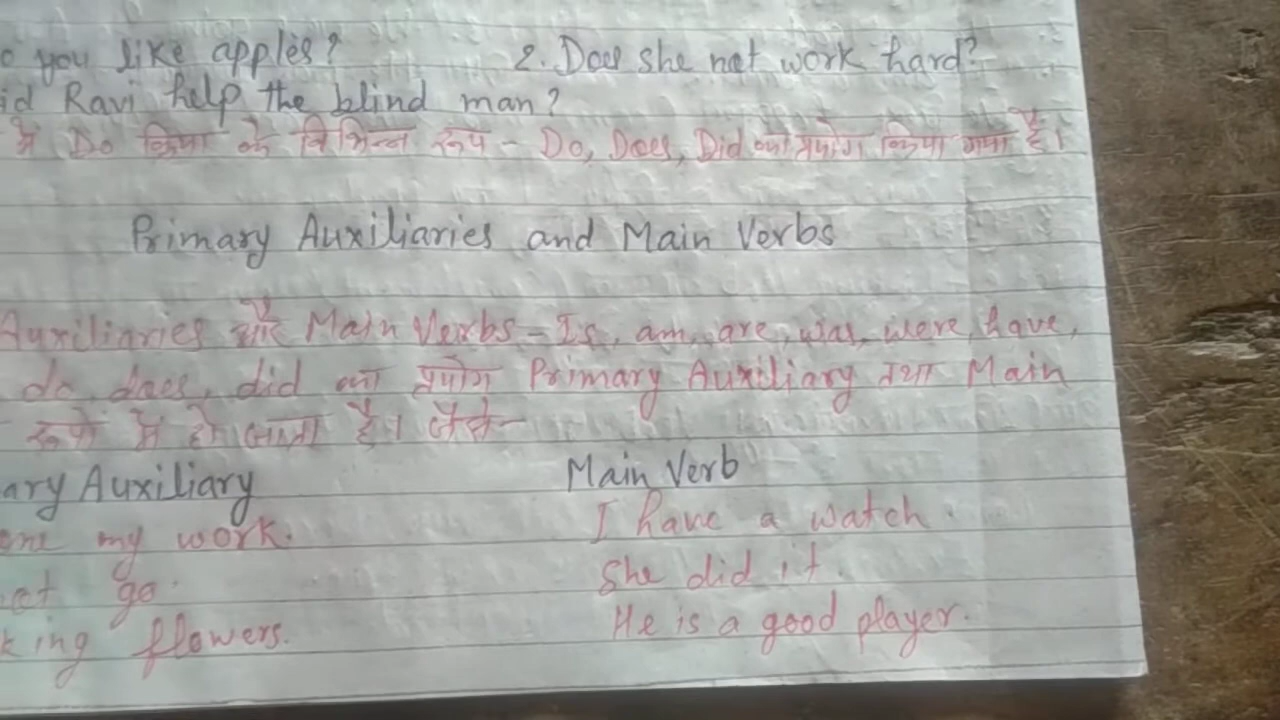 o you like apples? 2. Does she not work hard?
id Ravi help the blind man?
में Do क्रिया के विभिन्न रूप - Do, Does, Did का प्रयोग किया गया है।
Primary Auxiliaries and Main Verbs
Auxiliaries और Main Verbs - Is, am, are, was, were, have,
do, does, did का प्रयोग Primary Auxiliary तथा Main
रूपों में हो जाता है। जैसे-
ary Auxiliary Main Verb
one my work. I have a watch.
not go. She did it.
king flowers. He is a good player.